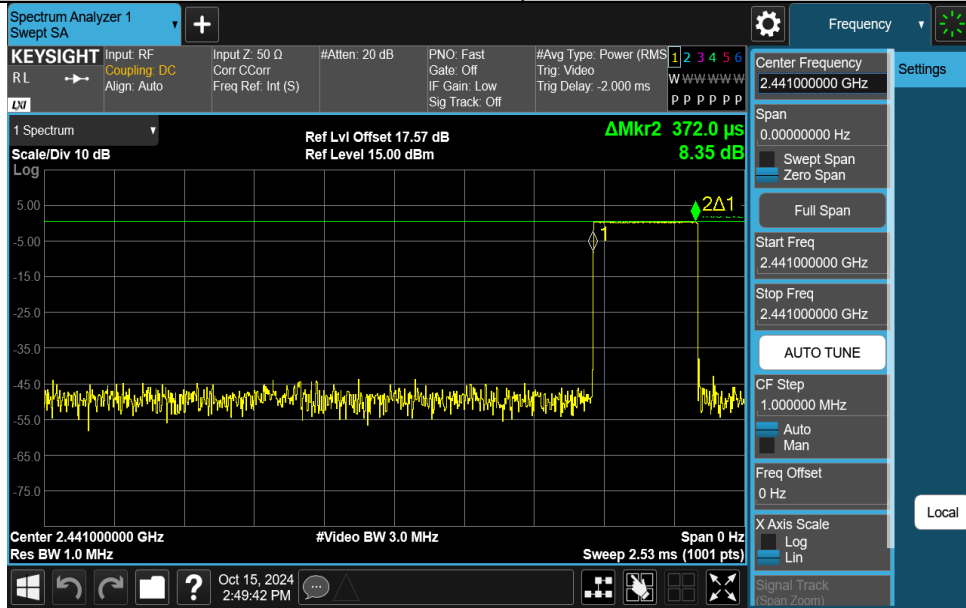 Spectrum Analyzer 1
Swept SA
Frequency
KEYSIGHT
RL
LXI
Input: RF
Coupling: DC
Align: Auto
Input Z: 50 Ω
Corr CCorr
Freq Ref: Int (S)
#Atten: 20 dB
PNO: Fast
Gate: Off
IF Gain: Low
Sig Track: Off
#Avg Type: Power (RMS
Trig: Video
Trig Delay: -2.000 ms
1 2 3 4 5 6
W W W W W W
P P P P P P
1 Spectrum
Scale/Div 10 dB
Log
Ref Lvl Offset 17.57 dB
Ref Level 15.00 dBm
ΔMkr2 372.0 µs
8.35 dB
5.00
-5.00
-15.0
-25.0
-35.0
-45.0
-55.0
-65.0
-75.0
2Δ1
1
Center 2.441000000 GHz
Res BW 1.0 MHz
#Video BW 3.0 MHz
Span 0 Hz
Sweep 2.53 ms (1001 pts)
Oct 15, 2024
2:49:42 PM
Center Frequency
2.441000000 GHz
Span
0.00000000 Hz
Swept Span
Zero Span
Full Span
Start Freq
2.441000000 GHz
Stop Freq
2.441000000 GHz
AUTO TUNE
CF Step
1.000000 MHz
Auto
Man
Freq Offset
0 Hz
X Axis Scale
Log
Lin
Signal Track
(Span Zoom)
Settings
Local